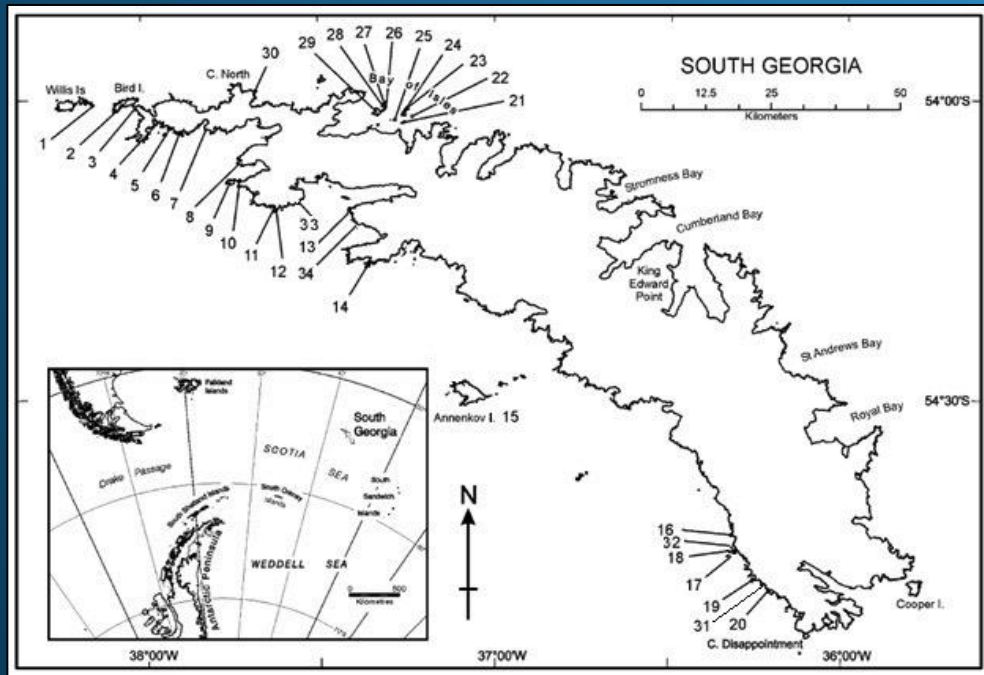 SOUTH GEORGIA
0 12.5 25 50
Kilometers
30
29
28
27
26
25
24
23
22
21
Bay of Isles
C. North
Willis Is
Bird I.
54°00'S
1
2
3
4
5
6
7
8
9
10
11
12
33
13
34
14
Stromness Bay
Cumberland Bay
King
Edward
Point
St Andrews Bay
Royal Bay
54°30'S
Annenkov I. 15
Falkland
Islands
South
Georgia
SCOTIA
SEA
Drake Passage
South Shetland Islands
South Orkney
Islands
South
Sandwich
Islands
Antarctic Peninsula
WEDDELL SEA
0 500
Kilometres
N
16
32
18
17
19
31
20
Cooper I.
C. Disappointment
38°00'W
37°00'W
36°00'W